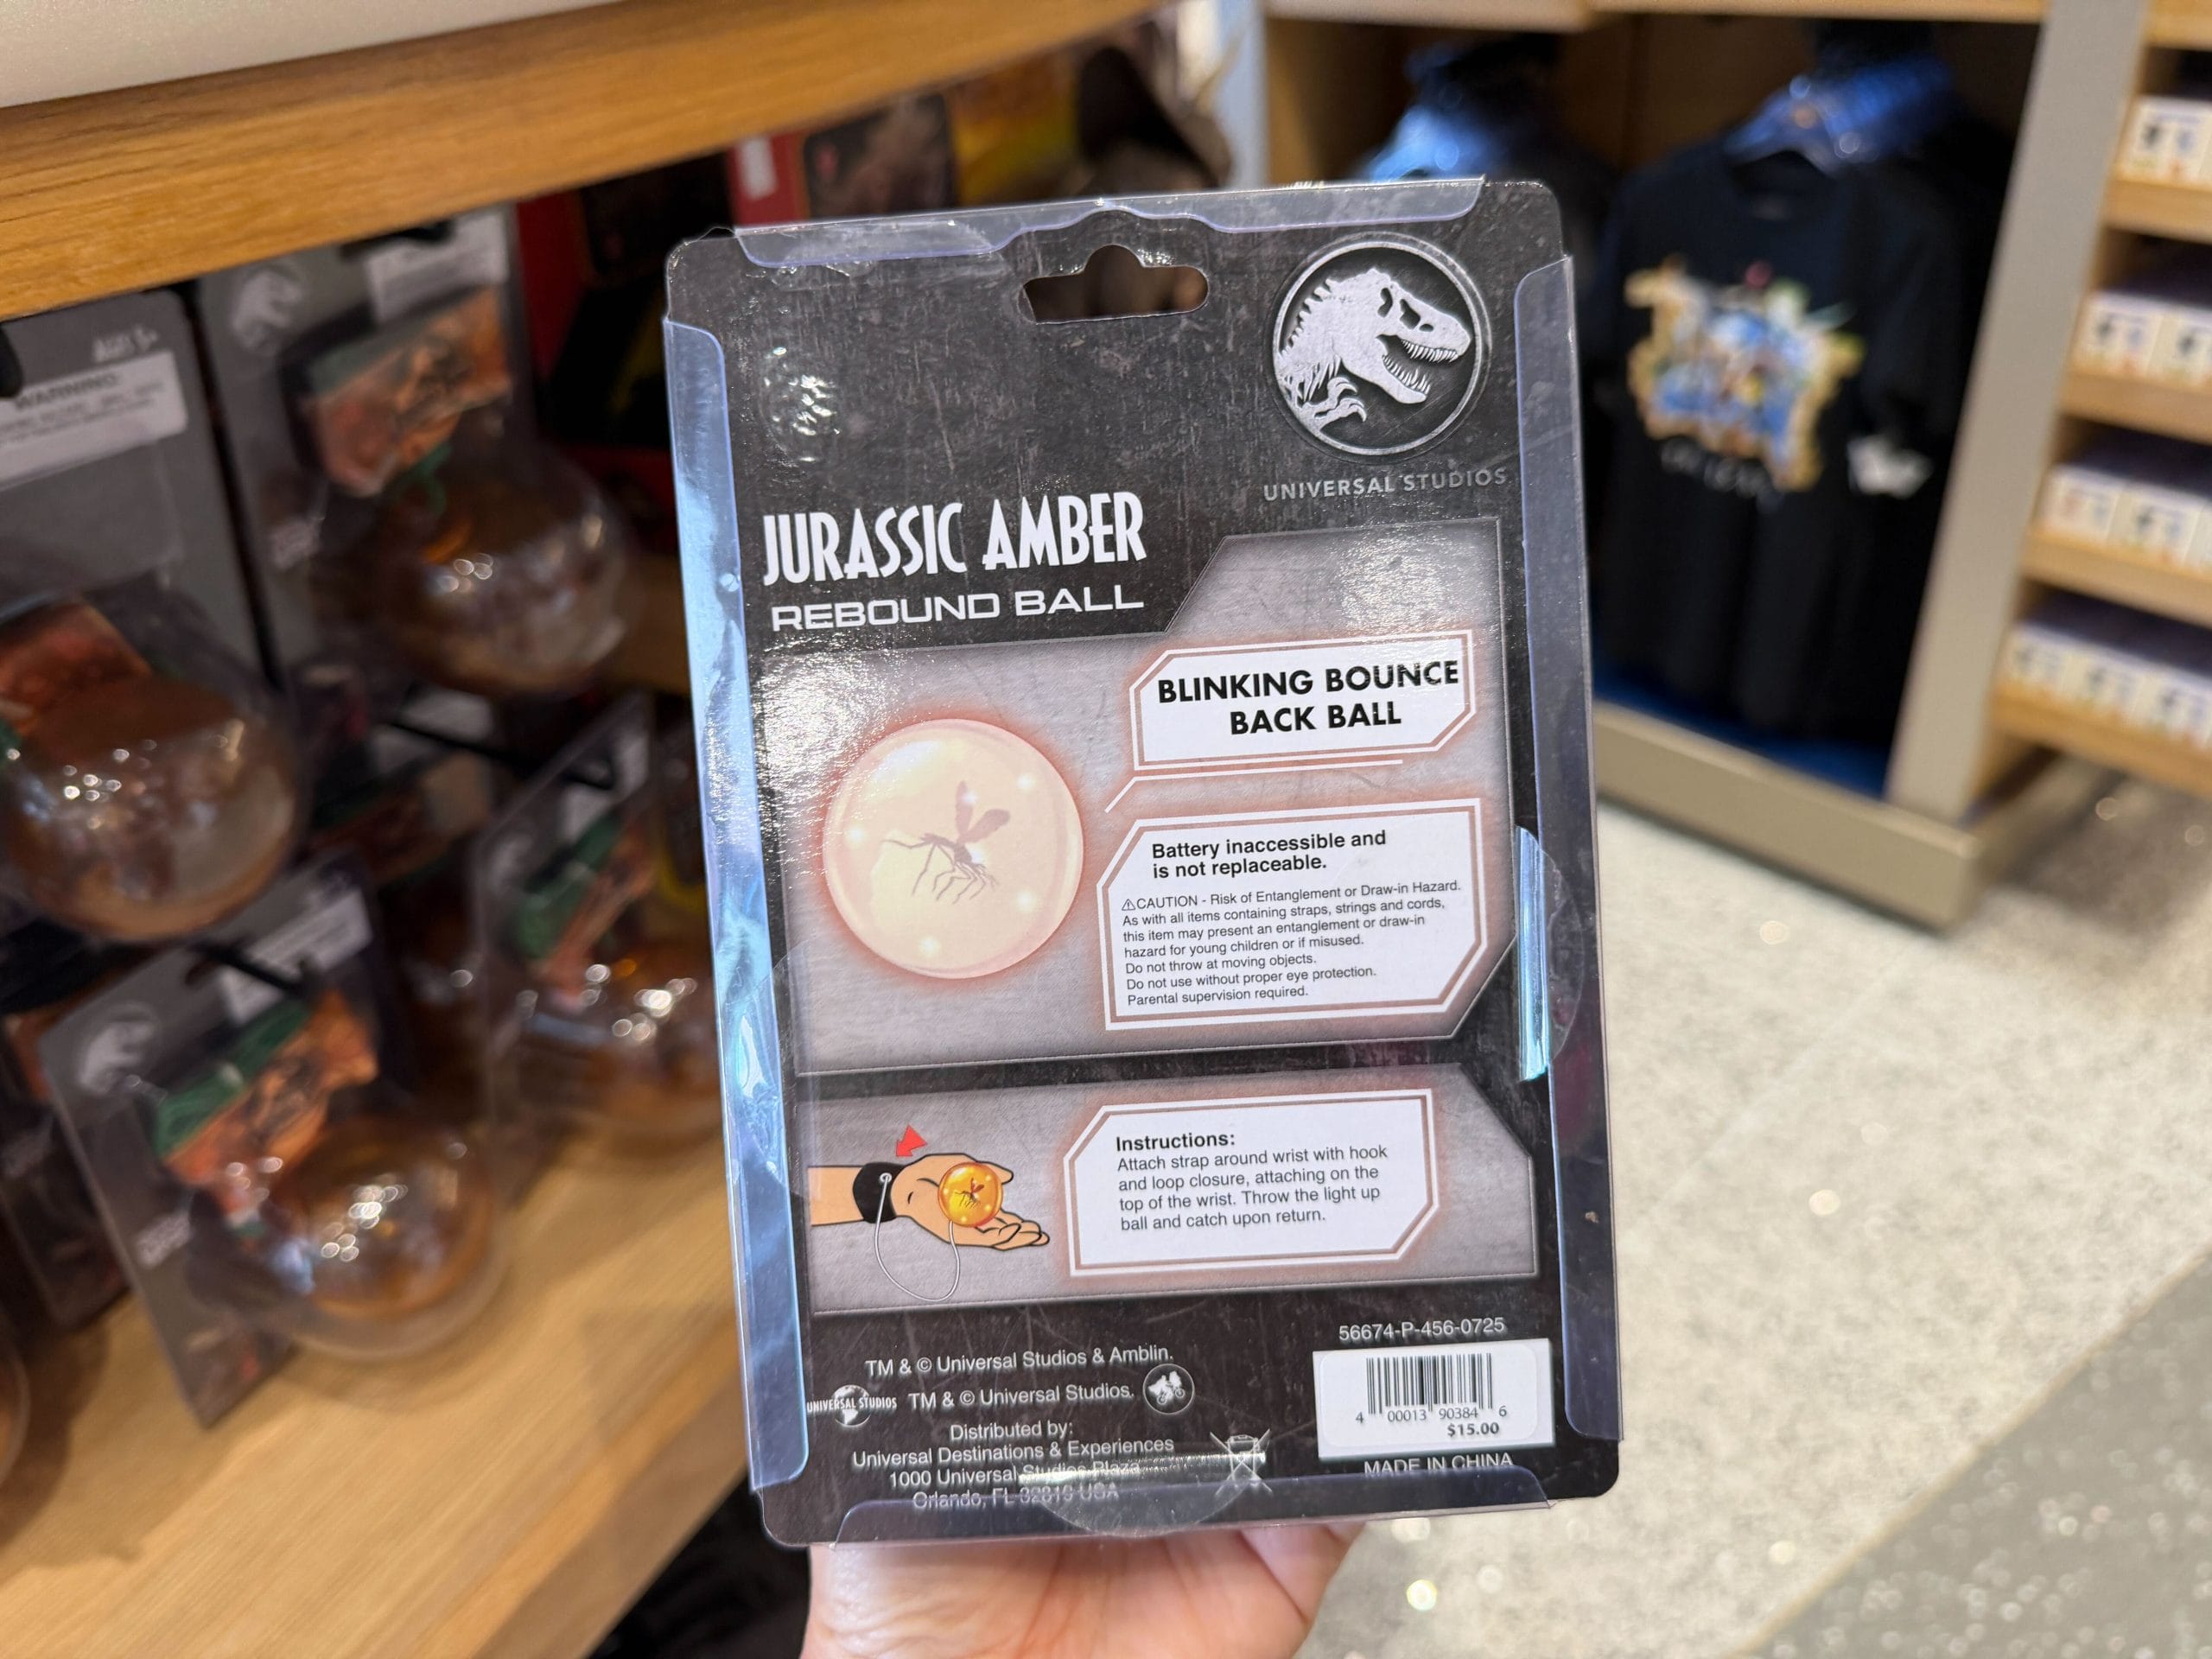 UNIVERSAL STUDIOS
JURASSIC AMBER
REBOUND BALL
BLINKING BOUNCE
BACK BALL
Battery inaccessible and
is not replaceable.
⚠CAUTION - Risk of Entanglement or Draw-in Hazard.
As with all items containing straps, strings and cords,
this item may present an entanglement or draw-in
hazard for young children or if misused.
Do not throw at moving objects.
Do not use without proper eye protection.
Parental supervision required.
Instructions:
Attach strap around wrist with hook
and loop closure, attaching on the
top of the wrist. Throw the light up
ball and catch upon return.
56674-P-456-0725
TM & © Universal Studios & Amblin.
UNIVERSAL STUDIOS TM & © Universal Studios.
Distributed by:
Universal Destinations & Experiences
1000 Universal Studios Plaza
Orlando, FL 32819 USA
4 00013 90384 6
$15.00
MADE IN CHINA
Ages 5+
WARNING: